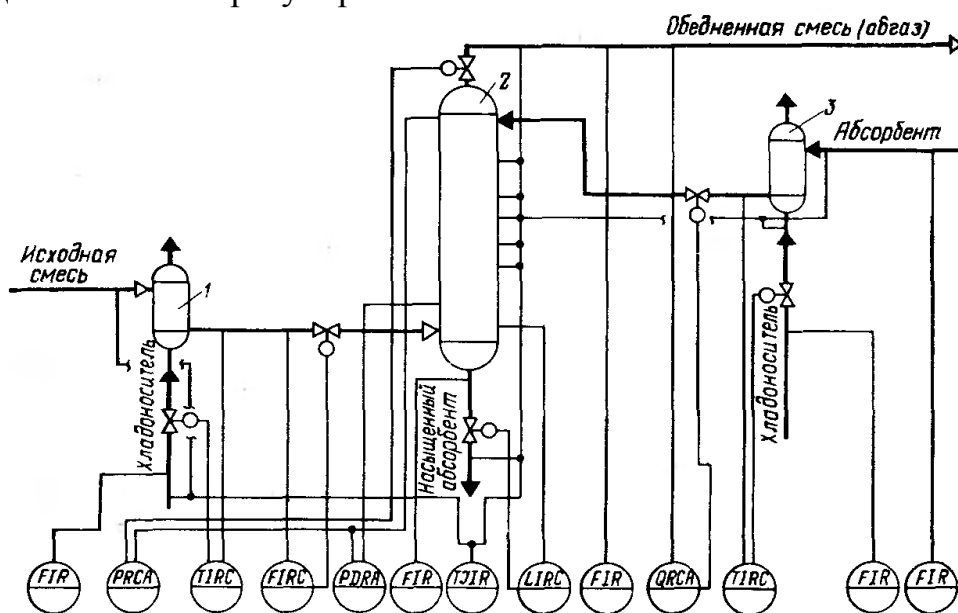 Обедненная смесь (абгаз)
2
3
Абсорбент
Исходная
смесь
1
Хладоноситель
Насыщенный
абсорбент
Хладоноситель
FIR
PRCA
TIRC
FIRC
PDRA
FIR
TJIR
LIRC
FIR
QRCA
TIRC
FIR
FIR